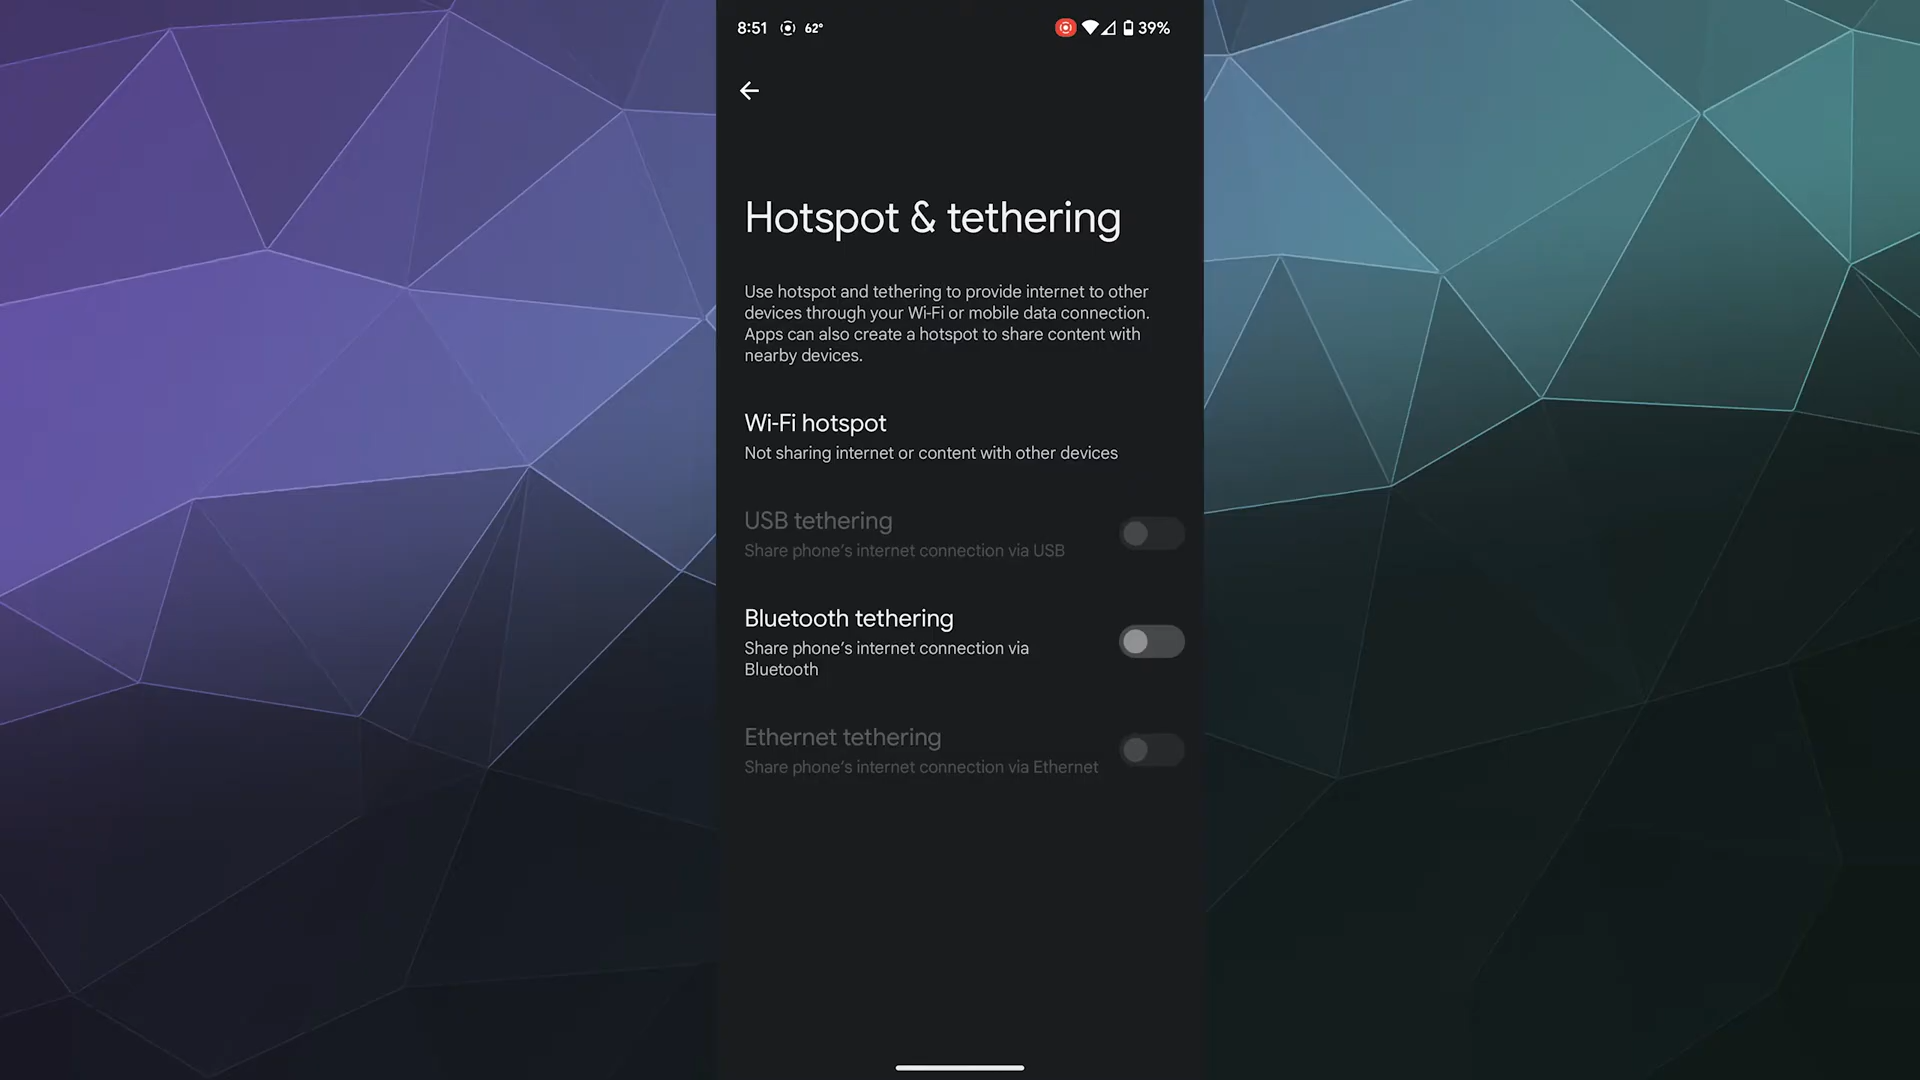 8:51 62° 39%
Hotspot & tethering
Use hotspot and tethering to provide internet to other
devices through your Wi-Fi or mobile data connection.
Apps can also create a hotspot to share content with
nearby devices.
Wi-Fi hotspot
Not sharing internet or content with other devices
USB tethering
Share phone's internet connection via USB
Bluetooth tethering
Share phone's internet connection via
Bluetooth
Ethernet tethering
Share phone's internet connection via Ethernet